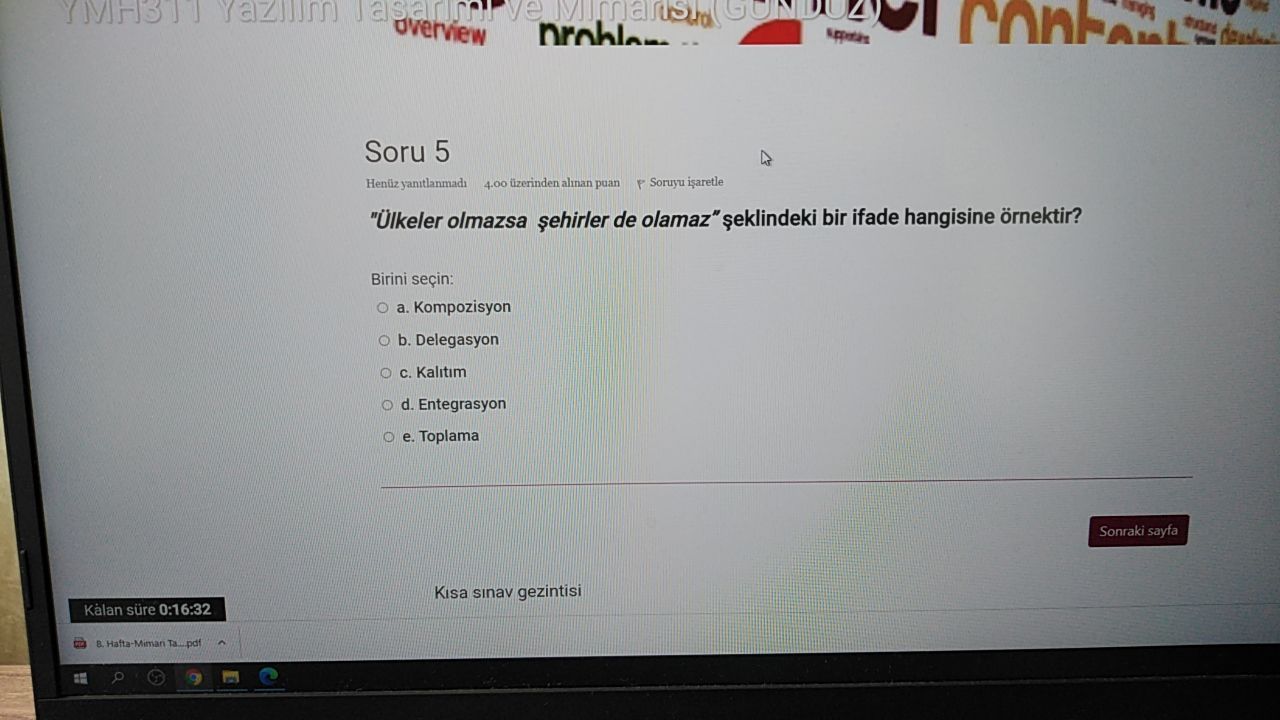 YMH311 Yazılım Tasarımı ve Mimarisi (GÜNDÜZ)
overview
Soru 5
Henüz yanıtlanmadı 4.00 üzerinden alınan puan Soruyu işaretle
"Ülkeler olmazsa şehirler de olamaz" şeklindeki bir ifade hangisine örnektir?
Birini seçin:
a. Kompozisyon
b. Delegasyon
c. Kalıtım
d. Entegrasyon
e. Toplama
Sonraki sayfa
Kısa sınav gezintisi
Kalan süre 0:16:32
8. Hafta-Mimari Ta....pdf